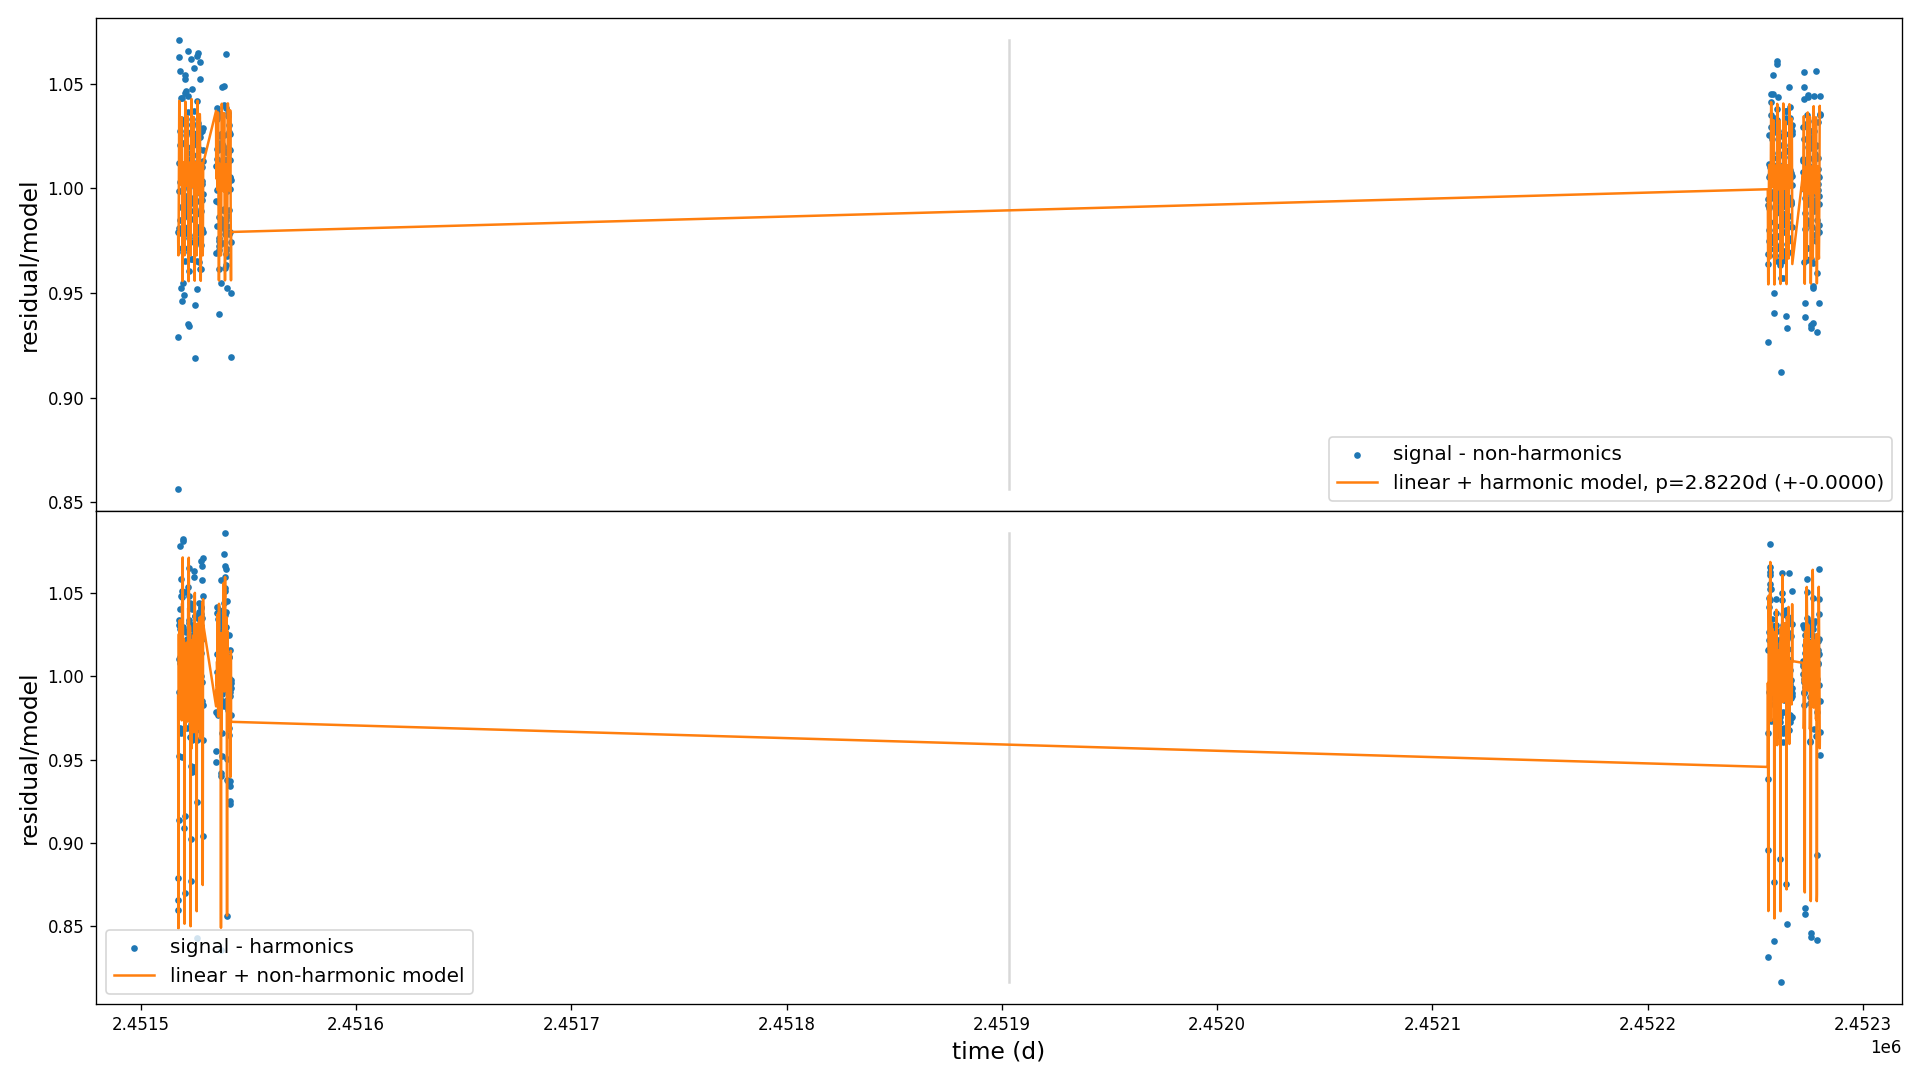 residual/model
1.05
1.00
0.95
0.90
0.85
signal - non-harmonics
linear + harmonic model, p=2.8220d (+-0.0000)
residual/model
1.05
1.00
0.95
0.90
0.85
signal - harmonics
linear + non-harmonic model
2.4515 2.4516 2.4517 2.4518 2.4519 2.4520 2.4521 2.4522 2.4523
time (d)
1e6